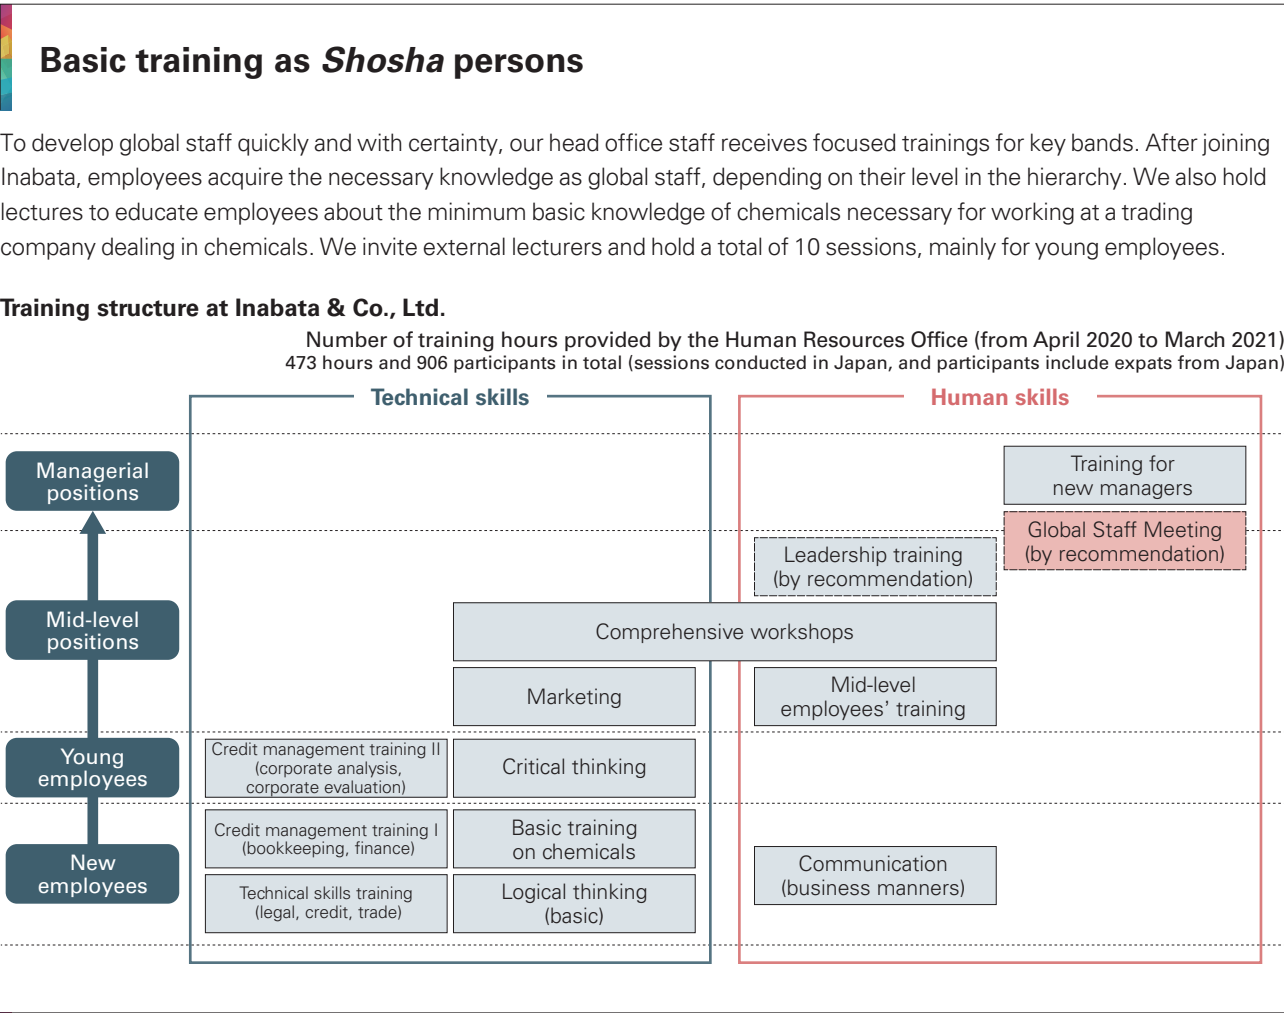 Basic training as Shosha persons
To develop global staff quickly and with certainty, our head office staff receives focused trainings for key bands. After joining
Inabata, employees acquire the necessary knowledge as global staff, depending on their level in the hierarchy. We also hold
lectures to educate employees about the minimum basic knowledge of chemicals necessary for working at a trading
company dealing in chemicals. We invite external lecturers and hold a total of 10 sessions, mainly for young employees.
Training structure at Inabata & Co., Ltd.
Number of training hours provided by the Human Resources Office (from April 2020 to March 2021)
473 hours and 906 participants in total (sessions conducted in Japan, and participants include expats from Japan)
Technical skills
Human skills
Managerial
positions
Training for
new managers
Global Staff Meeting
(by recommendation)
Leadership training
(by recommendation)
Mid-level
positions
Comprehensive workshops
Marketing
Mid-level
employees’ training
Young
employees
Credit management training II
(corporate analysis,
corporate evaluation)
Critical thinking
New
employees
Credit management training I
(bookkeeping, finance)
Basic training
on chemicals
Communication
(business manners)
Technical skills training
(legal, credit, trade)
Logical thinking
(basic)